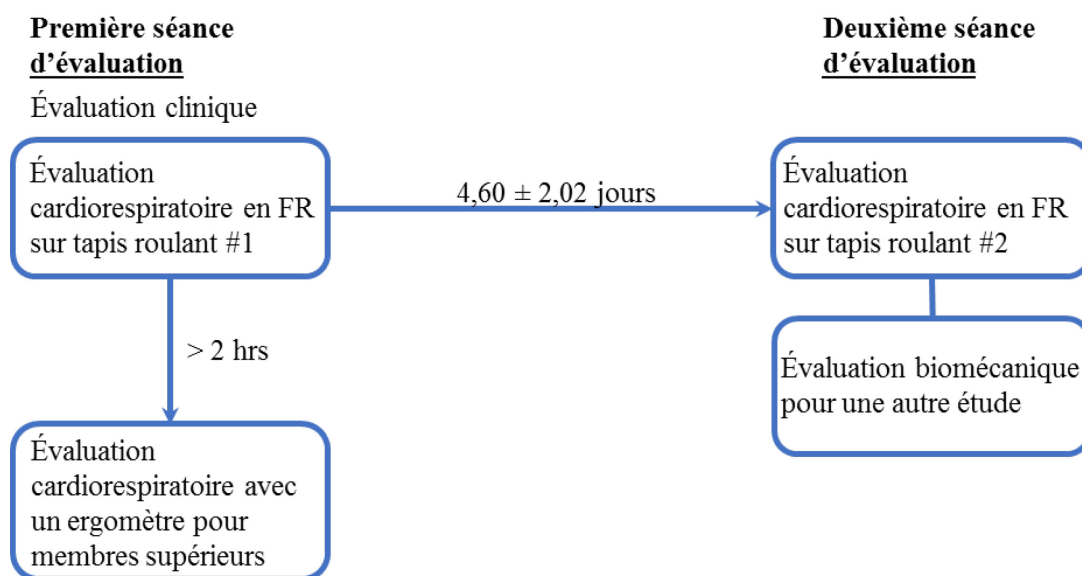 Première séance
d’évaluation
Évaluation clinique
Évaluation
cardiorespiratoire en FR
sur tapis roulant #1
> 2 hrs
Évaluation
cardiorespiratoire avec
un ergomètre pour
membres supérieurs
4,60 ± 2,02 jours
Deuxième séance
d’évaluation
Évaluation
cardiorespiratoire en FR
sur tapis roulant #2
Évaluation biomécanique
pour une autre étude